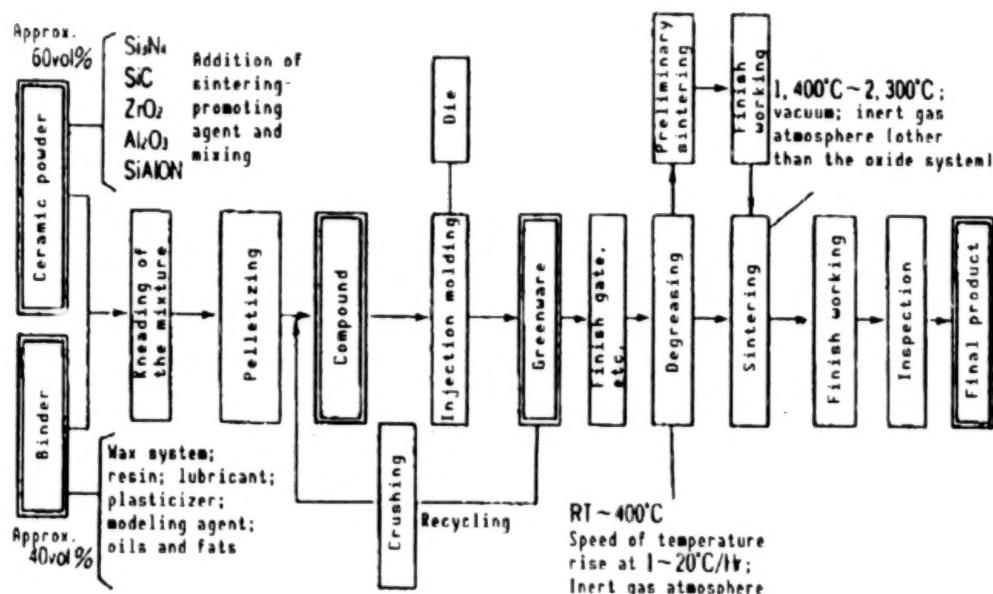 Approx.
60vol%
Ceramic powder
Si₃N₄
SiC
ZrO₂
Al₂O₃
SiAlON
Addition of
sintering-
promoting
agent and
mixing
Binder
Approx.
40vol%
Wax system;
resin; lubricant;
plasticizer;
modeling agent;
oils and fats
Kneading of
the mixture
Pelletizing
Compound
Die
Injection molding
Greenware
Crushing
Recycling
Finish gate,
etc.
Degreasing
RT~400°C
Speed of temperature
rise at 1~20°C/Hr;
Inert gas atmosphere
Preliminary
sintering
Finish
working
1,400°C~2,300°C;
vacuum; inert gas
atmosphere (other
than the oxide system)
Sintering
Finish working
Inspection
Final product